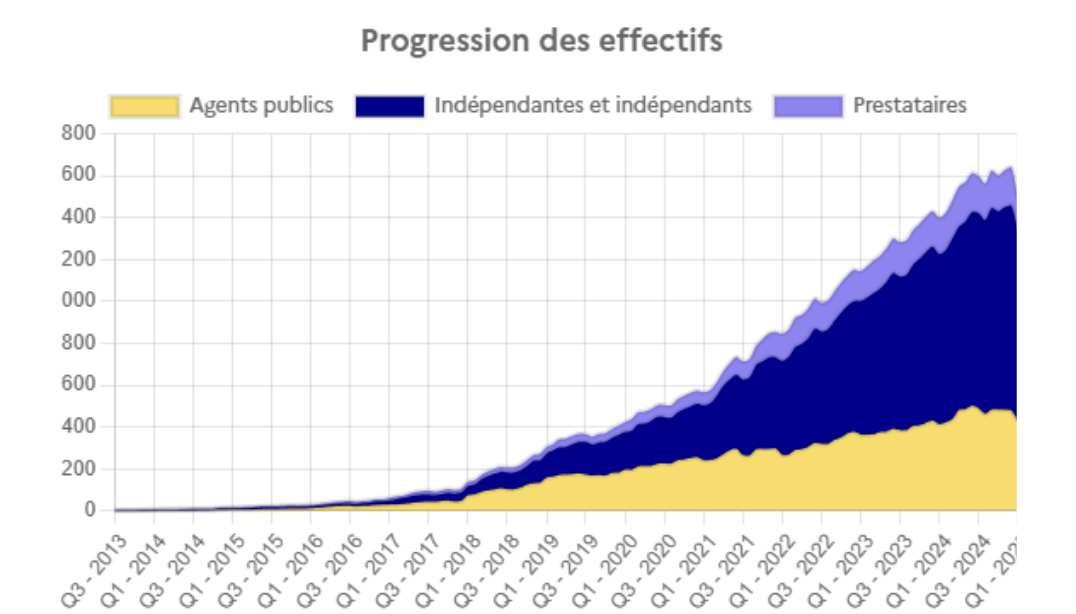 Progression des effectifs
Agents publics Indépendantes et indépendants Prestataires
800
600
400
200
000
800
600
400
200
0
Q3 - 2013
Q1 - 2014
Q3 - 2014
Q1 - 2015
Q3 - 2015
Q1 - 2016
Q3 - 2016
Q1 - 2017
Q3 - 2017
Q1 - 2018
Q3 - 2018
Q1 - 2019
Q3 - 2019
Q1 - 2020
Q3 - 2020
Q1 - 2021
Q3 - 2021
Q1 - 2022
Q3 - 2022
Q1 - 2023
Q3 - 2023
Q1 - 2024
Q3 - 2024
Q1 - 202